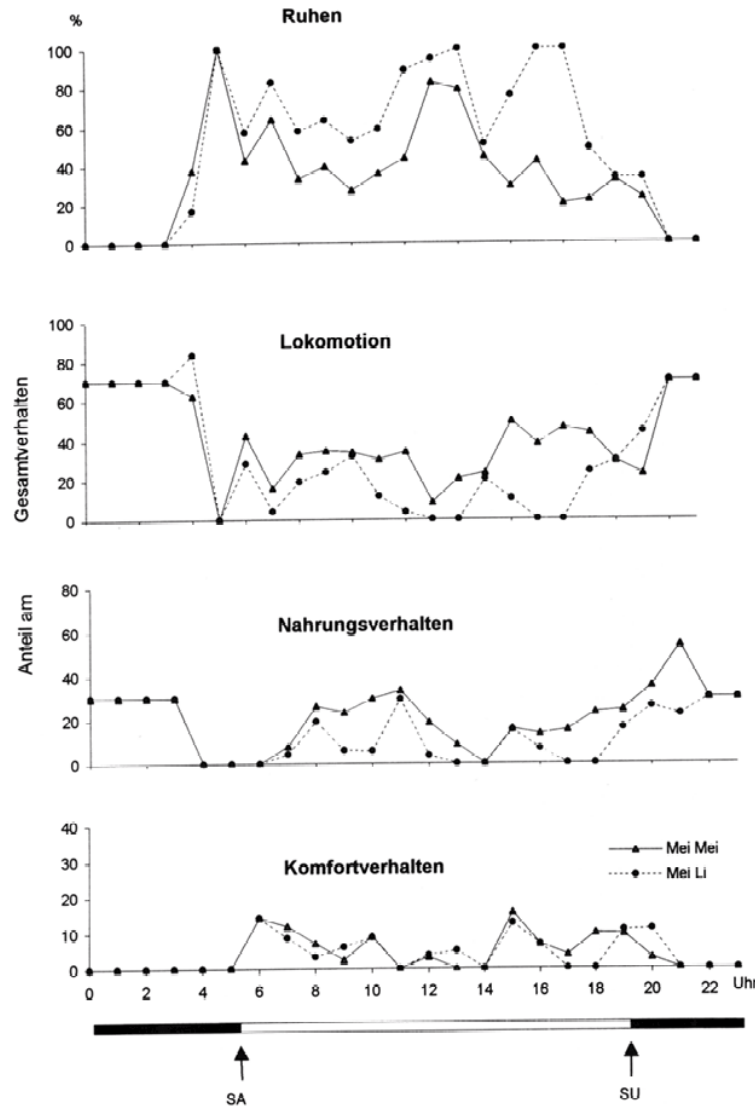 Ruhen
%
100
80
60
40
20
0
Gesamtverhalten
Lokomotion
100
80
60
40
20
0
Anteil am
Nahrungsverhalten
80
60
40
20
0
Komfortverhalten
Mei Mei
Mei Li
40
30
20
10
0
0 2 4 6 8 10 12 14 16 18 20 22 Uhr
SA SU